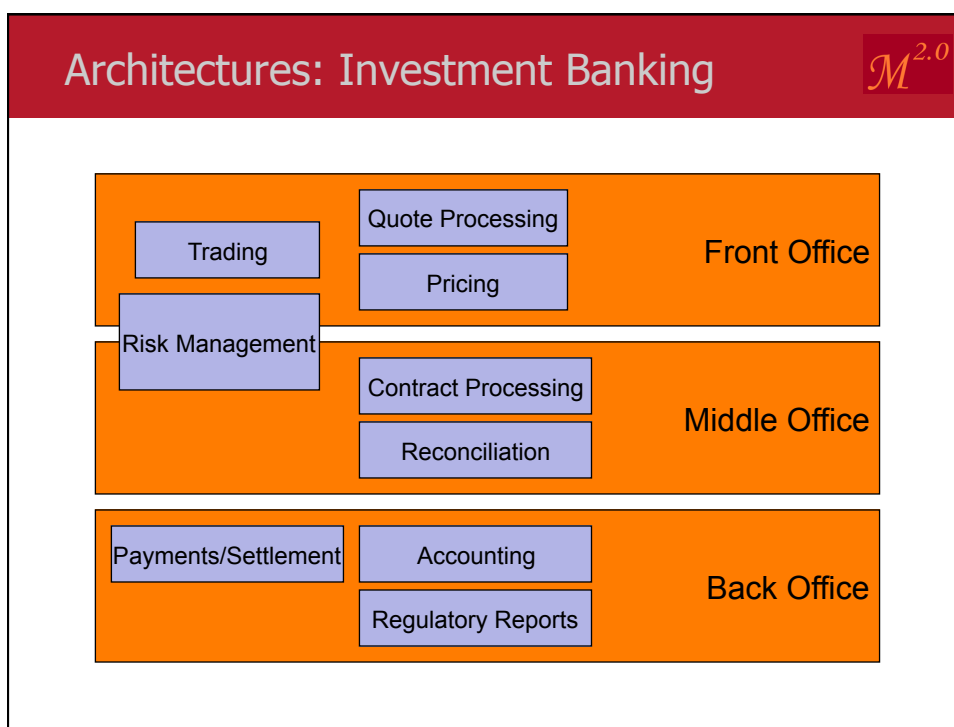 Architectures: Investment Banking
M 2.0
Quote Processing
Trading
Pricing
Front Office
Risk Management
Contract Processing
Reconciliation
Middle Office
Payments/Settlement
Accounting
Regulatory Reports
Back Office